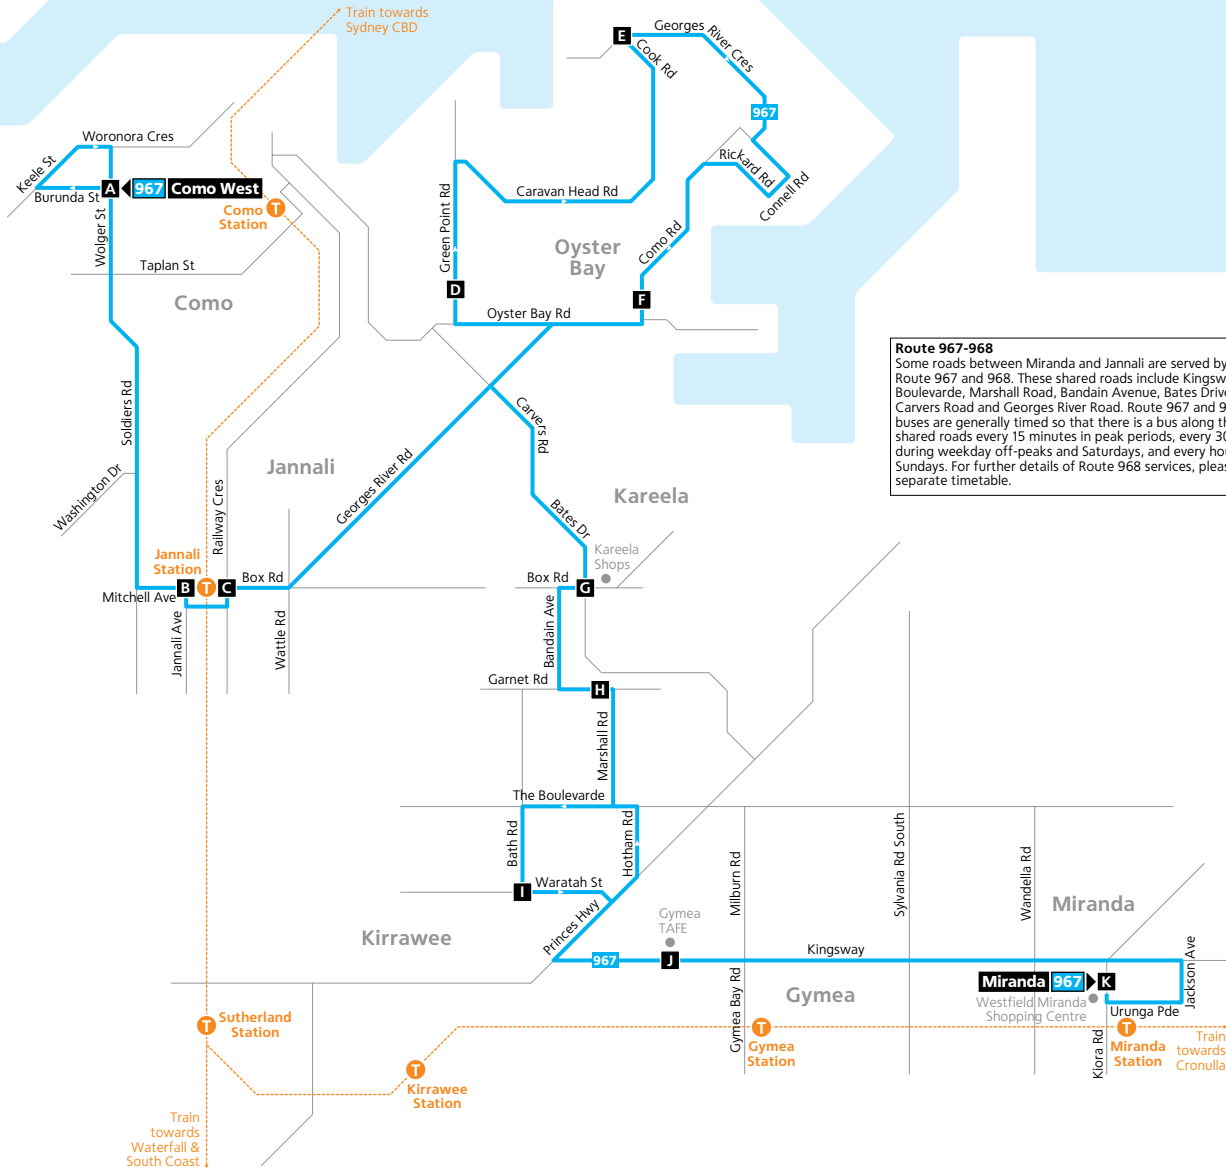 Train towards
Sydney CBD
E
Georges River Cres
Cook Rd
967
Woronora Cres
Keele St
Burunda St
A
967
Como West
Wolger St
Como
Station
T
Taplan St
Como
Green Point Rd
Caravan Head Rd
Rickard Rd
Connell Rd
Como Rd
Oyster
Bay
D
F
Oyster Bay Rd
Route 967-968
Some roads between Miranda and Jannali are served by
Route 967 and 968. These shared roads include Kingsw
Boulevarde, Marshall Road, Bandain Avenue, Bates Drive
Carvers Road and Georges River Road. Route 967 and 9
buses are generally timed so that there is a bus along th
shared roads every 15 minutes in peak periods, every 30
during weekday off-peaks and Saturdays, and every hou
Sundays. For further details of Route 968 services, pleas
separate timetable.
Soldiers Rd
Washington Dr
Jannali
Railway Cres
Georges River Rd
Carvers Rd
Kareela
Bates Dr
Kareela
Shops
Jannali
Station
B
T
C
Box Rd
Mitchell Ave
Jannali Ave
Wattle Rd
Box Rd
G
Bandain Ave
Garnet Rd
H
Marshall Rd
The Boulevarde
Bath Rd
Hotham Rd
I
Waratah St
Princes Hwy
Kirrawee
967
Gymea
TAFE
J
Kingsway
Milburn Rd
Sylvania Rd South
Wandella Rd
Miranda
Gymea Bay Rd
Gymea
Miranda
967
K
Westfield Miranda
Shopping Centre
Jackson Ave
Urunga Pde
Kiora Rd
T
Sutherland
Station
T
Gymea
Station
T
Miranda
Station
Train
towards
Cronulla
T
Kirrawee
Station
Train
towards
Waterfall &
South Coast